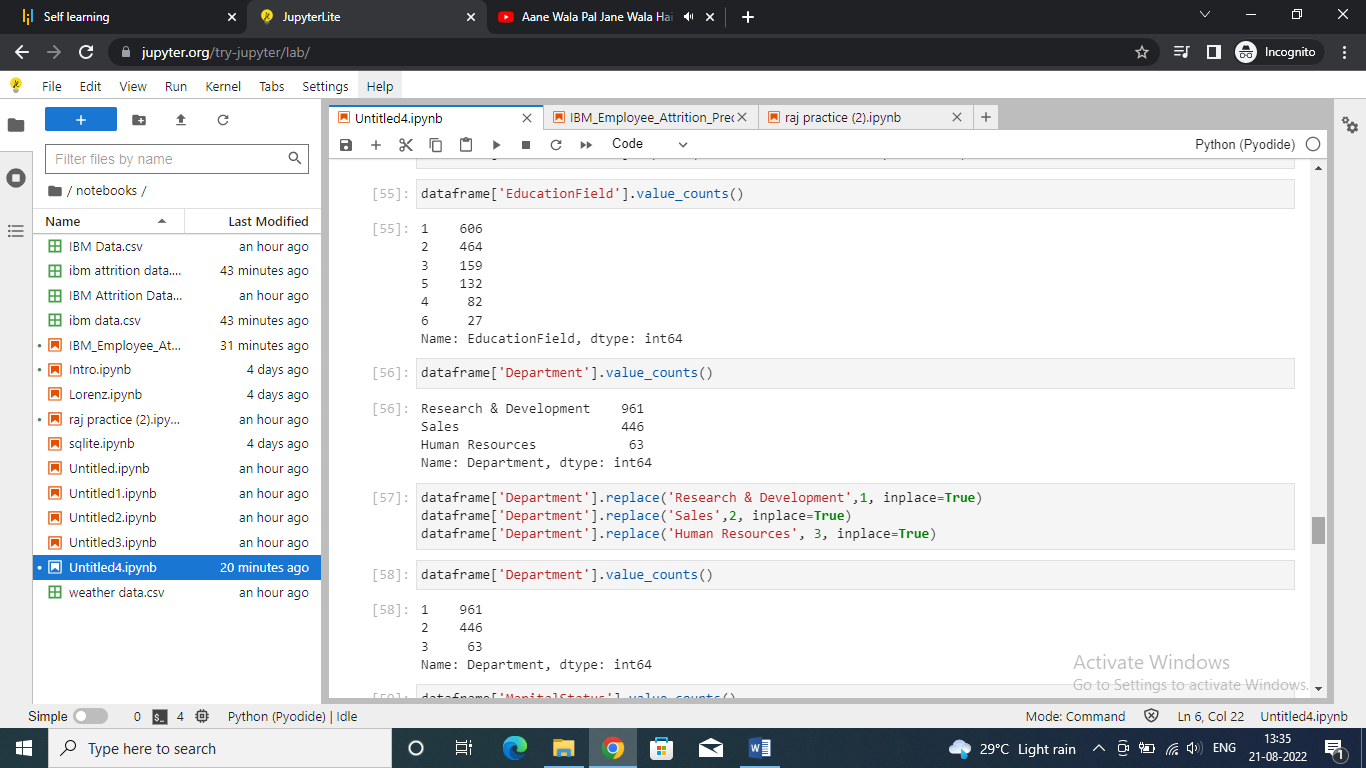 Self learning
JupyterLite
Aane Wala Pal Jane Wala Hai
jupyter.org/try-jupyter/lab/
Incognito
File Edit View Run Kernel Tabs Settings Help
Untitled4.ipynb
IBM_Employee_Attrition_Prec
raj practice (2).ipynb
Code
Python (Pyodide)
Filter files by name
/ notebooks /
Name Last Modified
IBM Data.csv an hour ago
ibm attrition data.... 43 minutes ago
IBM Attrition Data... an hour ago
ibm data.csv 43 minutes ago
IBM_Employee_At... 31 minutes ago
Intro.ipynb 4 days ago
Lorenz.ipynb 4 days ago
raj practice (2).ipy... an hour ago
sqlite.ipynb 4 days ago
Untitled.ipynb an hour ago
Untitled1.ipynb an hour ago
Untitled2.ipynb an hour ago
Untitled3.ipynb an hour ago
Untitled4.ipynb 20 minutes ago
weather data.csv an hour ago
[55]: dataframe['EducationField'].value_counts()
[55]: 1 606
2 464
3 159
5 132
4 82
6 27
Name: EducationField, dtype: int64
[56]: dataframe['Department'].value_counts()
[56]: Research & Development 961
Sales 446
Human Resources 63
Name: Department, dtype: int64
[57]: dataframe['Department'].replace('Research & Development',1, inplace=True)
dataframe['Department'].replace('Sales',2, inplace=True)
dataframe['Department'].replace('Human Resources', 3, inplace=True)
[58]: dataframe['Department'].value_counts()
[58]: 1 961
2 446
3 63
Name: Department, dtype: int64
[59]: dataframe['MaritalStatus'].value_counts()
Activate Windows
Go to Settings to activate Windows.
Simple 0 $_ 4 Python (Pyodide) | Idle
Mode: Command Ln 6, Col 22 Untitled4.ipynb
Type here to search
29°C Light rain
ENG
13:35
21-08-2022
1